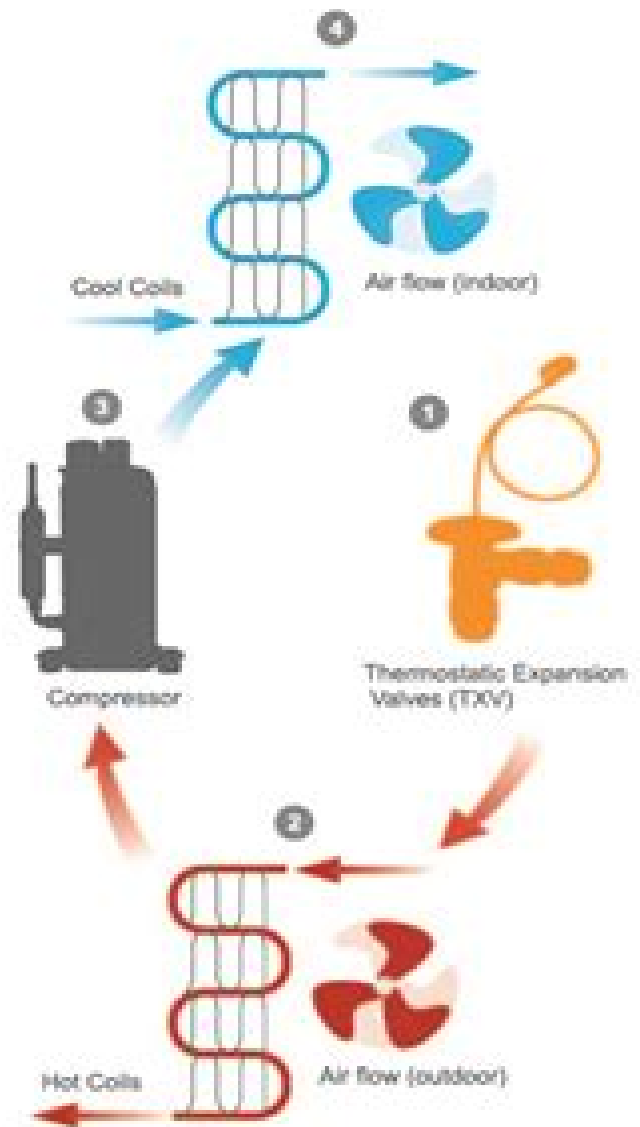 4
Cool Coils
Air flow (indoor)
3
1
Compressor
Thermostatic Expansion
Valves (TXV)
2
Hot Coils
Air flow (outdoor)